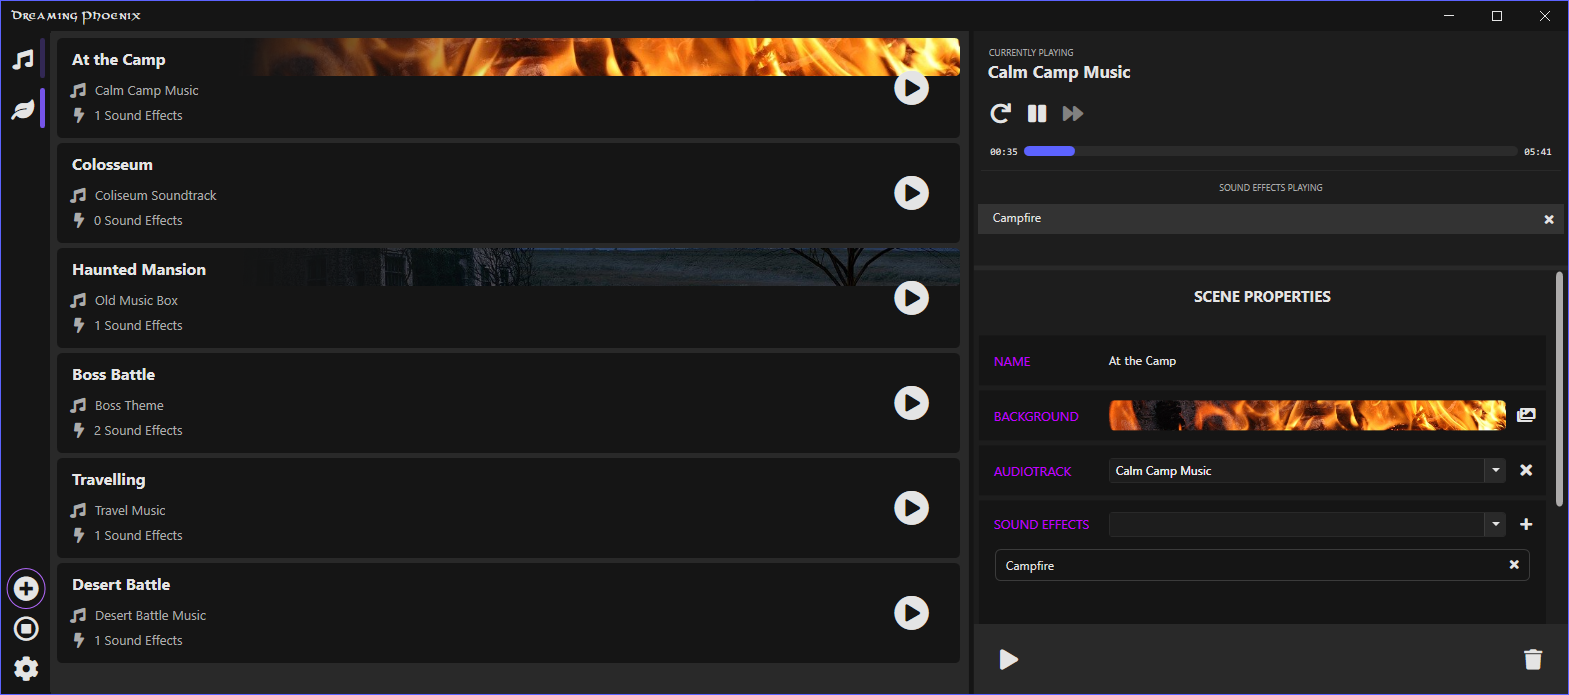 Dreaming Phoenix
At the Camp
Calm Camp Music
1 Sound Effects
Colosseum
Coliseum Soundtrack
0 Sound Effects
Haunted Mansion
Old Music Box
1 Sound Effects
Boss Battle
Boss Theme
2 Sound Effects
Travelling
Travel Music
1 Sound Effects
Desert Battle
Desert Battle Music
1 Sound Effects
CURRENTLY PLAYING
Calm Camp Music
00:35 05:41
SOUND EFFECTS PLAYING
Campfire
SCENE PROPERTIES
NAME At the Camp
BACKGROUND
AUDIOTRACK Calm Camp Music
SOUND EFFECTS
Campfire